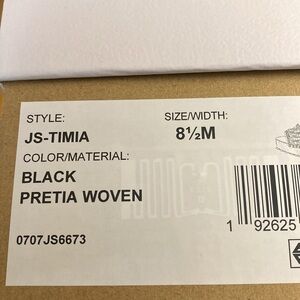 STYLE: SIZE/WIDTH:
JS-TIMIA 8½M
COLOR/MATERIAL:
BLACK
PRETIA WOVEN
0707JS6673
1 92625